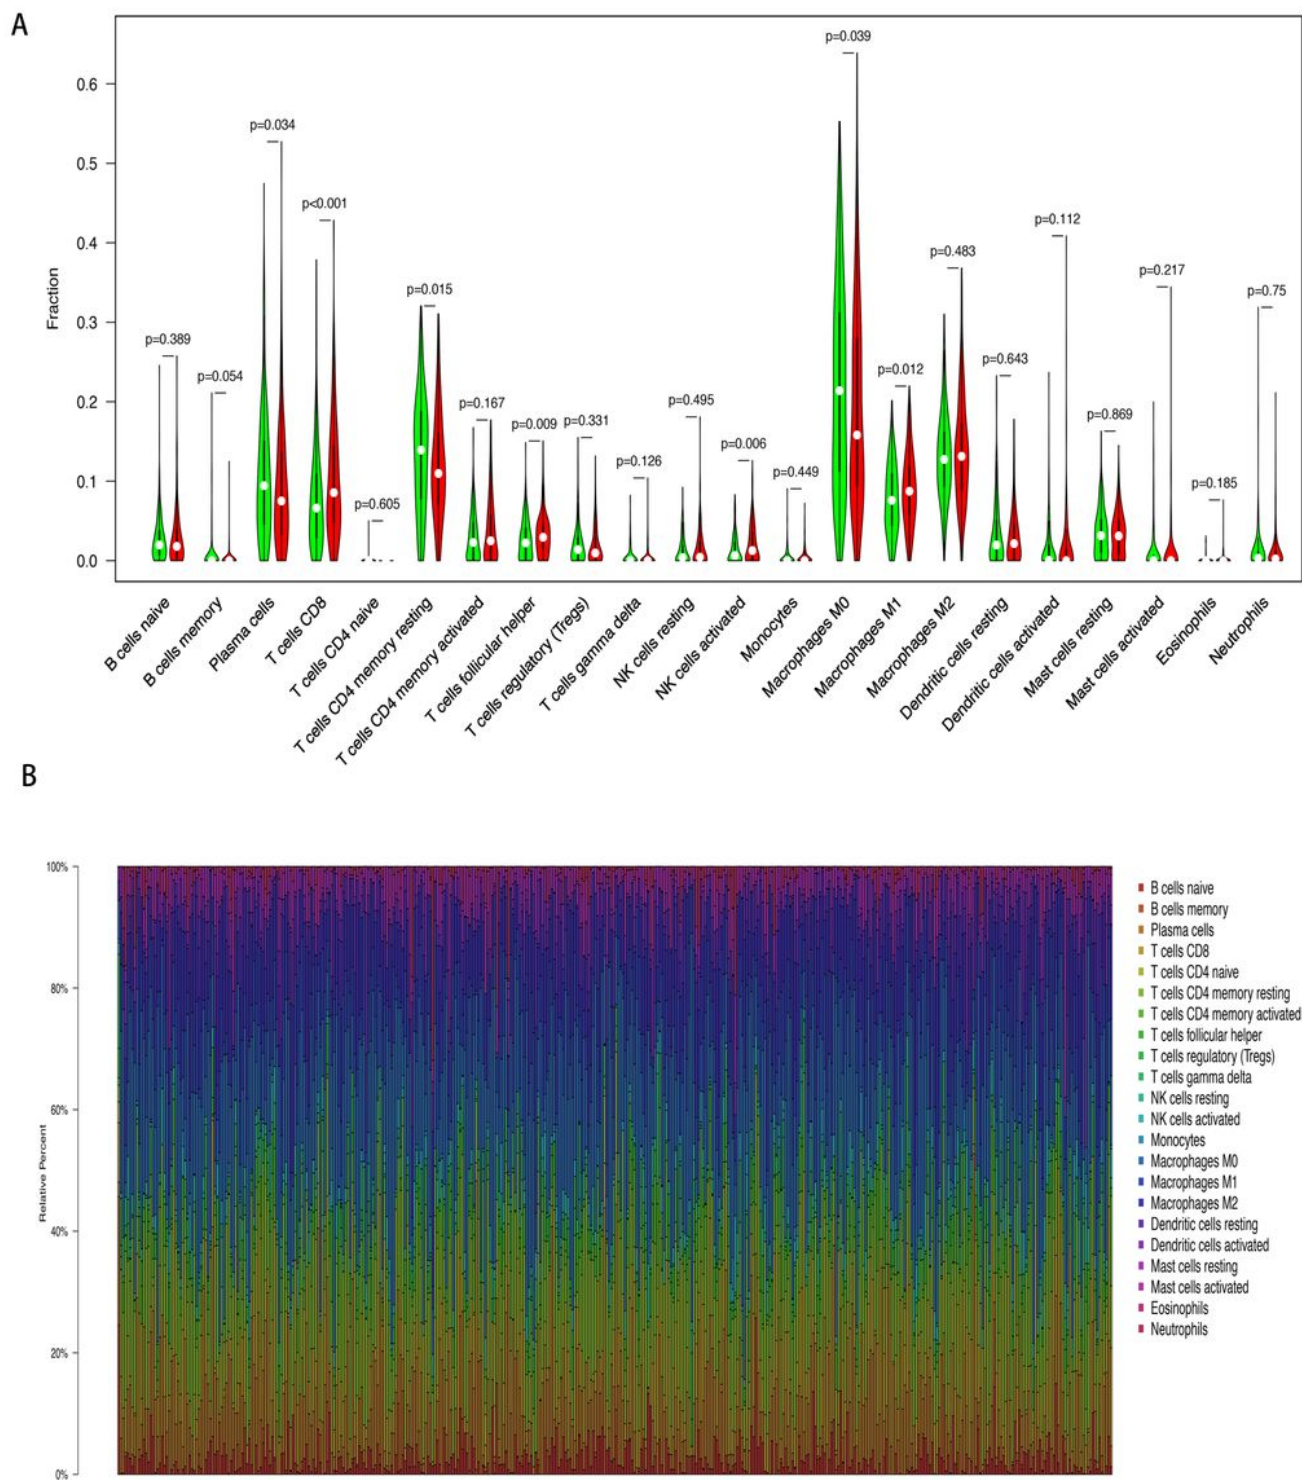 A
p=0.039
p=0.034
p<0.001
p=0.112
p=0.483
p=0.217
p=0.015
p=0.75
p=0.389
p=0.054
p=0.643
p=0.012
p=0.167
p=0.009
p=0.331
p=0.495
p=0.869
p=0.006
p=0.126
p=0.449
p=0.605
p=0.185
0.6
0.5
0.4
0.3
0.2
0.1
0.0
Fraction
B cells naive
B cells memory
Plasma cells
T cells CD8
T cells CD4 naive
T cells CD4 memory resting
T cells CD4 memory activated
T cells follicular helper
T cells regulatory (Tregs)
T cells gamma delta
NK cells resting
NK cells activated
Monocytes
Macrophages M0
Macrophages M1
Macrophages M2
Dendritic cells resting
Dendritic cells activated
Mast cells resting
Mast cells activated
Eosinophils
Neutrophils
B
100%
80%
60%
40%
20%
0%
Relative Percent
B cells naive
B cells memory
Plasma cells
T cells CD8
T cells CD4 naive
T cells CD4 memory resting
T cells CD4 memory activated
T cells follicular helper
T cells regulatory (Tregs)
T cells gamma delta
NK cells resting
NK cells activated
Monocytes
Macrophages M0
Macrophages M1
Macrophages M2
Dendritic cells resting
Dendritic cells activated
Mast cells resting
Mast cells activated
Eosinophils
Neutrophils